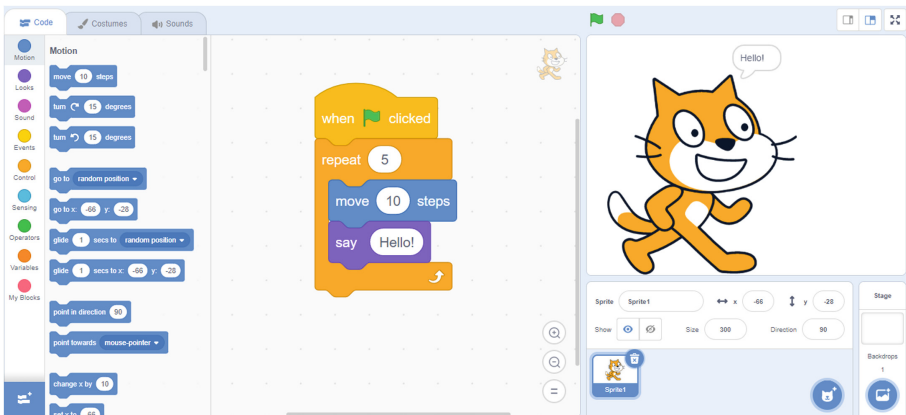 Code
Costumes
Sounds
Motion
Looks
Sound
Events
Control
Sensing
Operators
Variables
My Blocks
Motion
move 10 steps
turn 15 degrees
turn 15 degrees
go to random position
go to x: -66 y: -28
glide 1 secs to random position
glide 1 secs to x: -66 y: -28
point in direction 90
point towards mouse-pointer
change x by 10
set x to -66
when clicked
repeat 5
move 10 steps
say Hello!
Hello!
Sprite Sprite1 x -66 y -28
Show Size 300 Direction 90
Sprite1
Stage
Backdrops
1